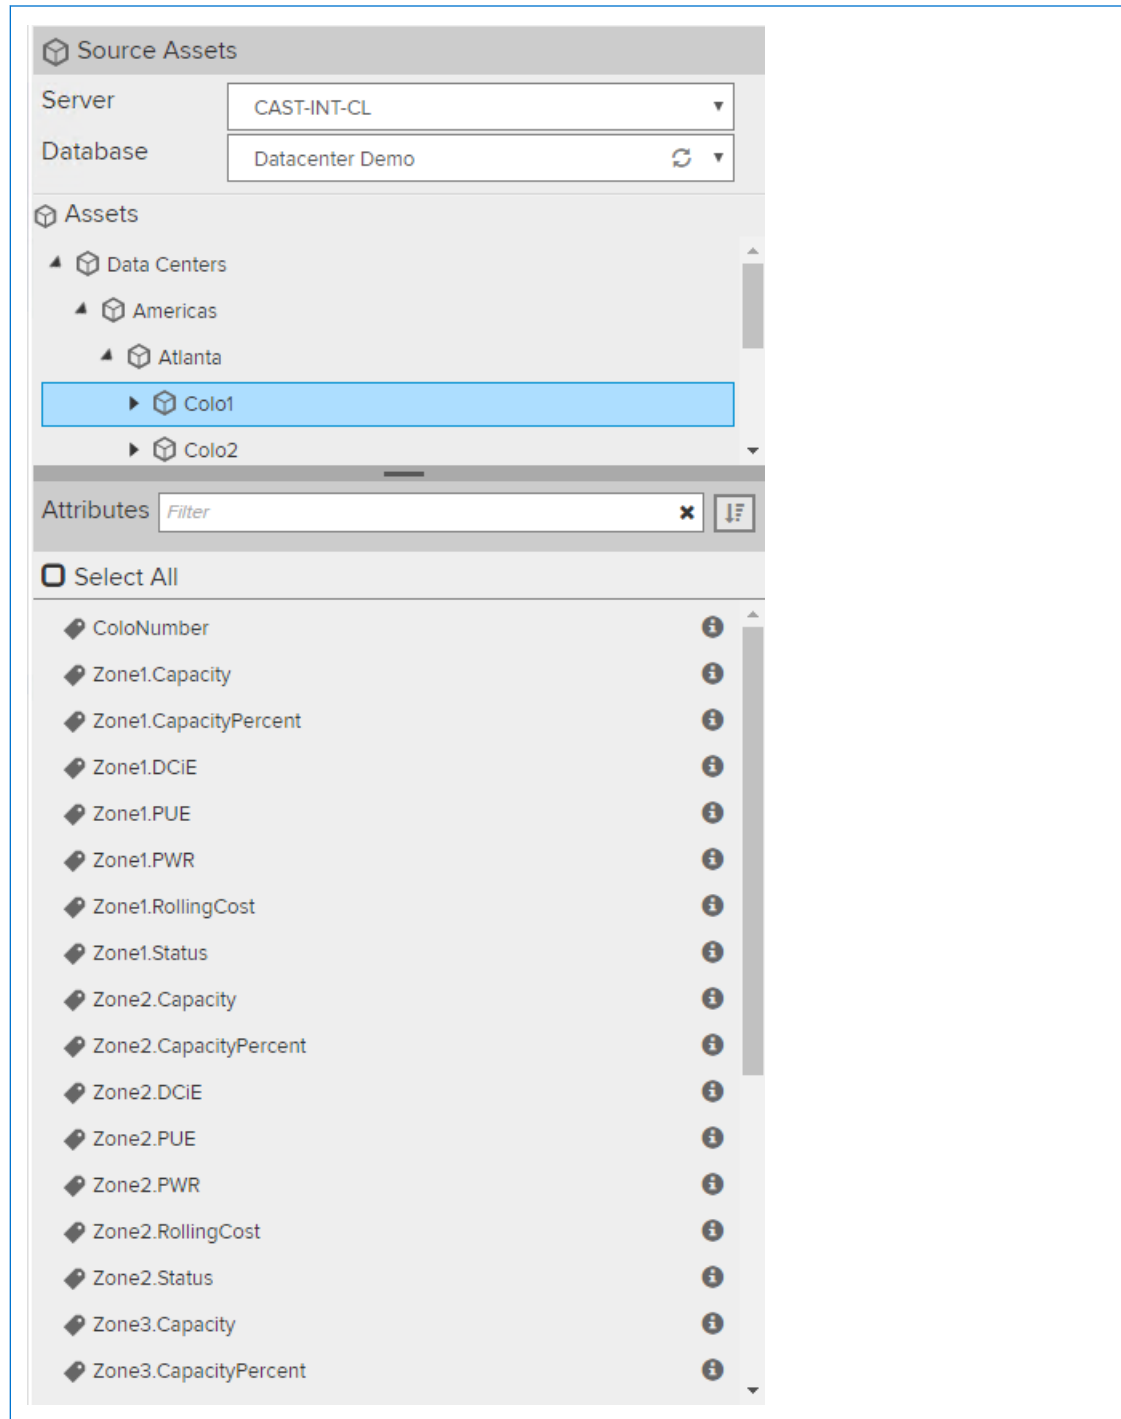 Source Assets
Server CAST-INT-CL
Database Datacenter Demo
Assets
Data Centers
Americas
Atlanta
Colo1
Colo2
Attributes Filter
Select All
ColoNumber
Zone1.Capacity
Zone1.CapacityPercent
Zone1.DCiE
Zone1.PUE
Zone1.PWR
Zone1.RollingCost
Zone1.Status
Zone2.Capacity
Zone2.CapacityPercent
Zone2.DCiE
Zone2.PUE
Zone2.PWR
Zone2.RollingCost
Zone2.Status
Zone3.Capacity
Zone3.CapacityPercent